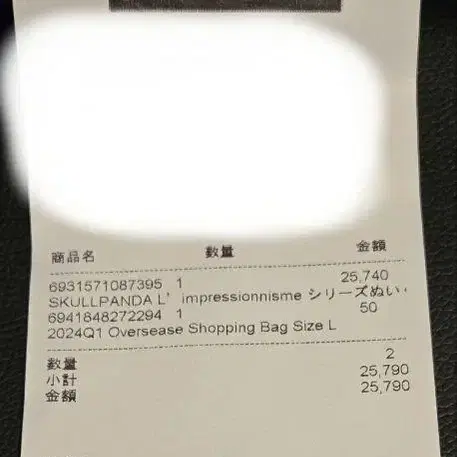 商品名 数量 金額
6931571087395 1 25,740
SKULLPANDA L' impressionnisme シリーズぬい
6941848272294 1 50
2024Q1 Oversease Shopping Bag Size L
数量 2
小計 25,790
金額 25,790